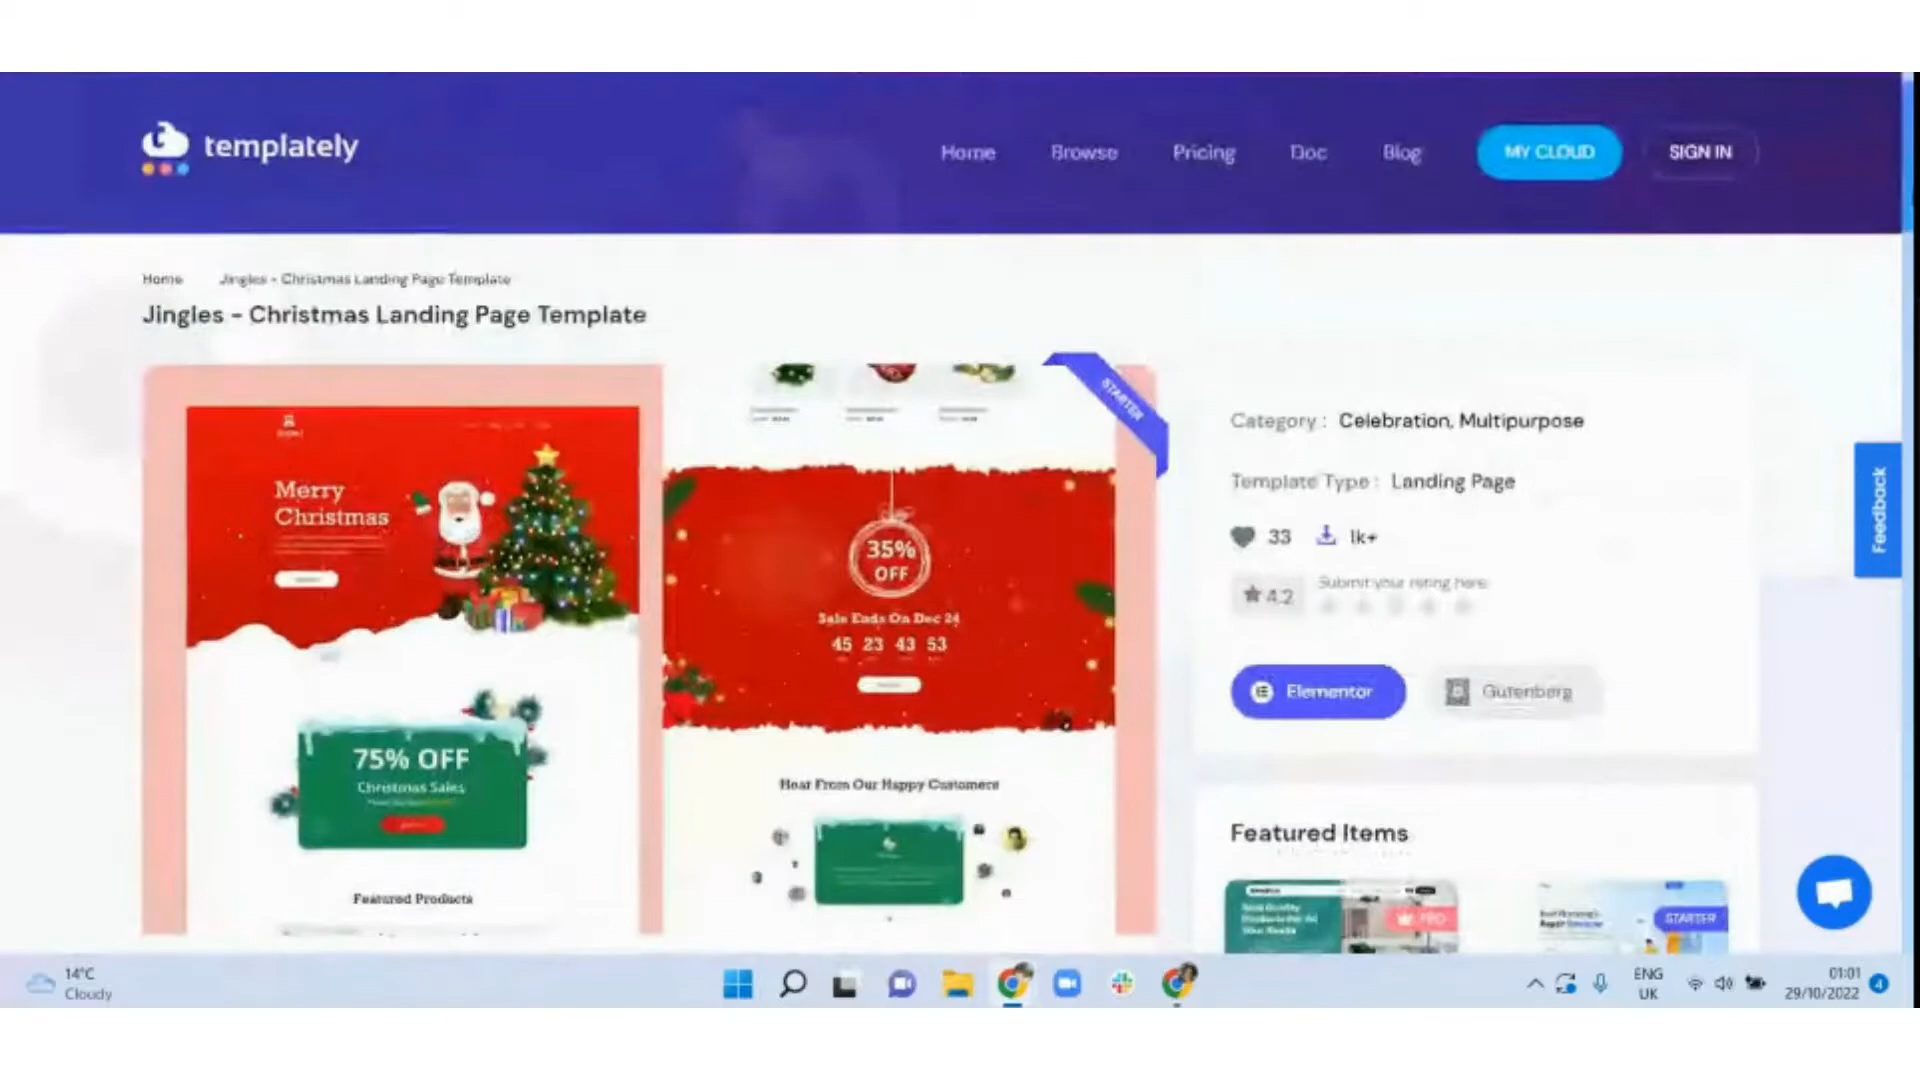 templately
Home
Browse
Pricing
Doc
Blog
MY CLOUD
SIGN IN
Home
Jingles - Christmas Landing Page Template
Jingles - Christmas Landing Page Template
STARTER
Merry
Christmas
35%
OFF
Sale Ends On Dec 24
45 23 43 53
75% OFF
Christmas Sales
Hear From Our Happy Customers
Featured Products
Category : Celebration, Multipurpose
Template Type : Landing Page
33
1k+
4.2
Submit your rating here
Elementor
Gutenberg
Featured Items
PRO
STARTER
Feedback
14°C
Cloudy
ENG
UK
01:01
29/10/2022
4